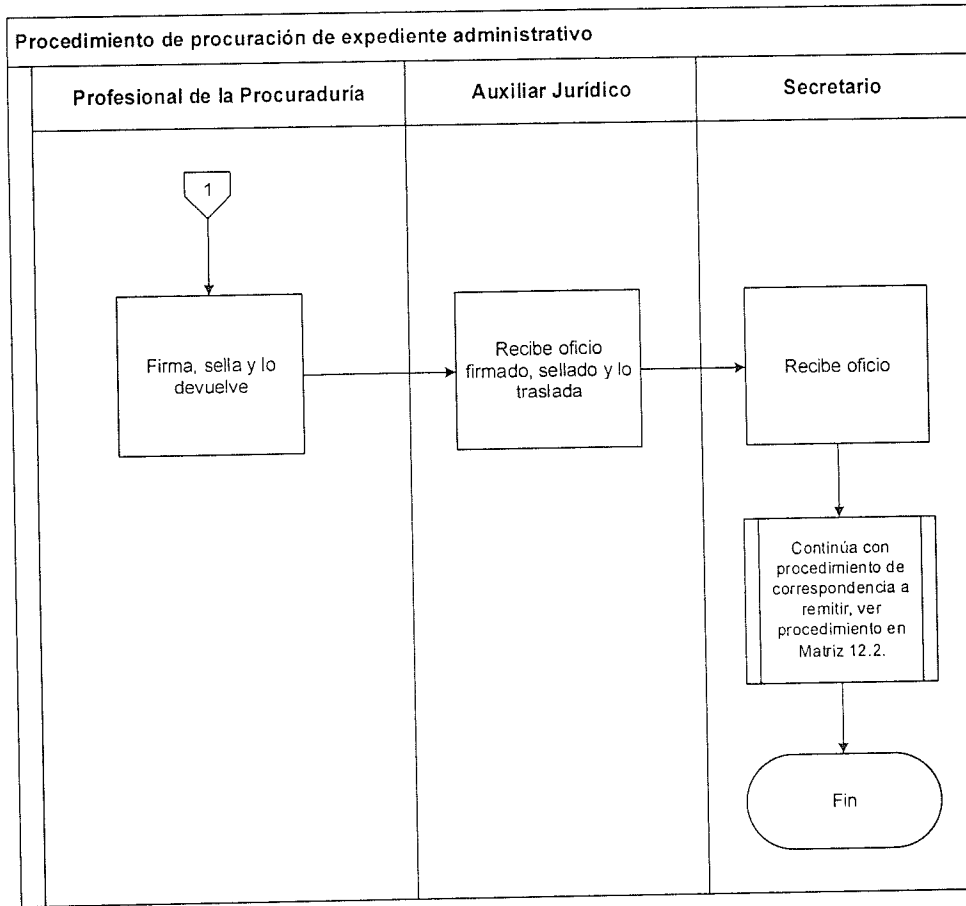 Procedimiento de procuración de expediente administrativo
Profesional de la Procuraduría
Auxiliar Jurídico
Secretario
1
Firma, sella y lo
devuelve
Recibe oficio
firmado, sellado y lo
traslada
Recibe oficio
Continúa con
procedimiento de
correspondencia a
remitir, ver
procedimiento en
Matriz 12.2.
Fin